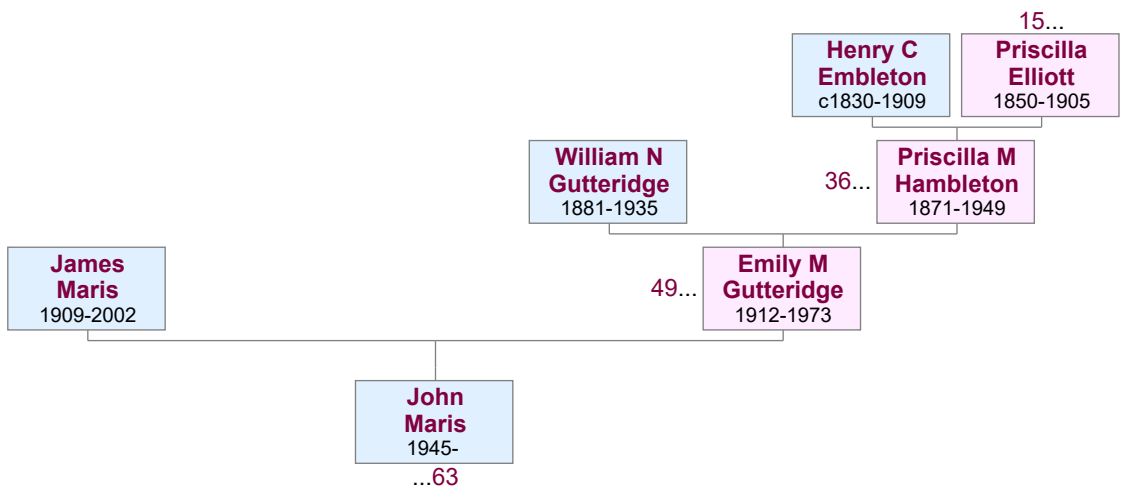 15...
Henry C
Embleton
c1830-1909
Priscilla
Elliott
1850-1905
William N
Gutteridge
1881-1935
36...
Priscilla M
Hambleton
1871-1949
James
Maris
1909-2002
49...
Emily M
Gutteridge
1912-1973
John
Maris
1945-
...63